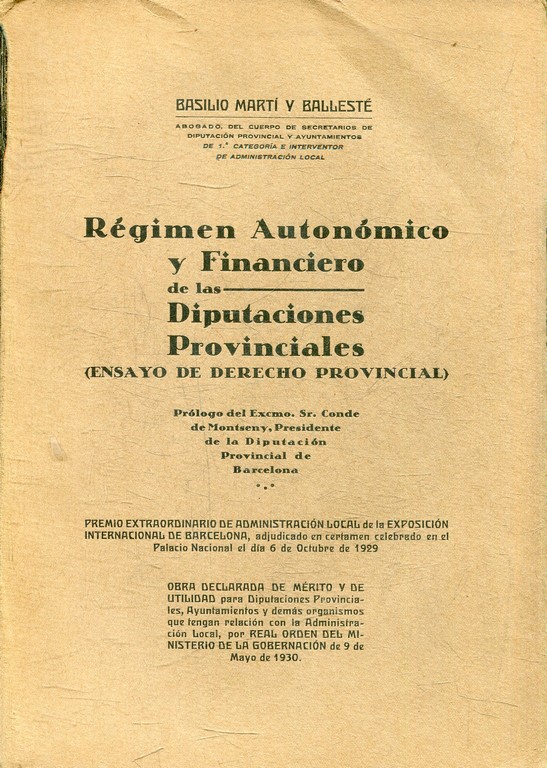 BASILIO MARTÍ Y BALLESTÉ
ABOGADO, DEL CUERPO DE SECRETARIOS DE
DIPUTACIÓN PROVINCIAL Y AYUNTAMIENTOS
DE 1.ª CATEGORÍA E INTERVENTOR
DE ADMINISTRACIÓN LOCAL
Régimen Autonómico
y Financiero
de las
Diputaciones
Provinciales
(ENSAYO DE DERECHO PROVINCIAL)
Prólogo del Excmo. Sr. Conde
de Montseny, Presidente
de la Diputación
Provincial de
Barcelona
PREMIO EXTRAORDINARIO DE ADMINISTRACIÓN LOCAL de la EXPOSICIÓN
INTERNACIONAL DE BARCELONA, adjudicado en certamen celebrado en el
Palacio Nacional el día 6 de Octubre de 1929
OBRA DECLARADA DE MÉRITO Y DE
UTILIDAD para Diputaciones Provincia-
les, Ayuntamientos y demás organismos
que tengan relación con la Administra-
ción Local, por REAL ORDEN DEL MI-
NISTERIO DE LA GOBERNACIÓN de 9 de
Mayo de 1930.